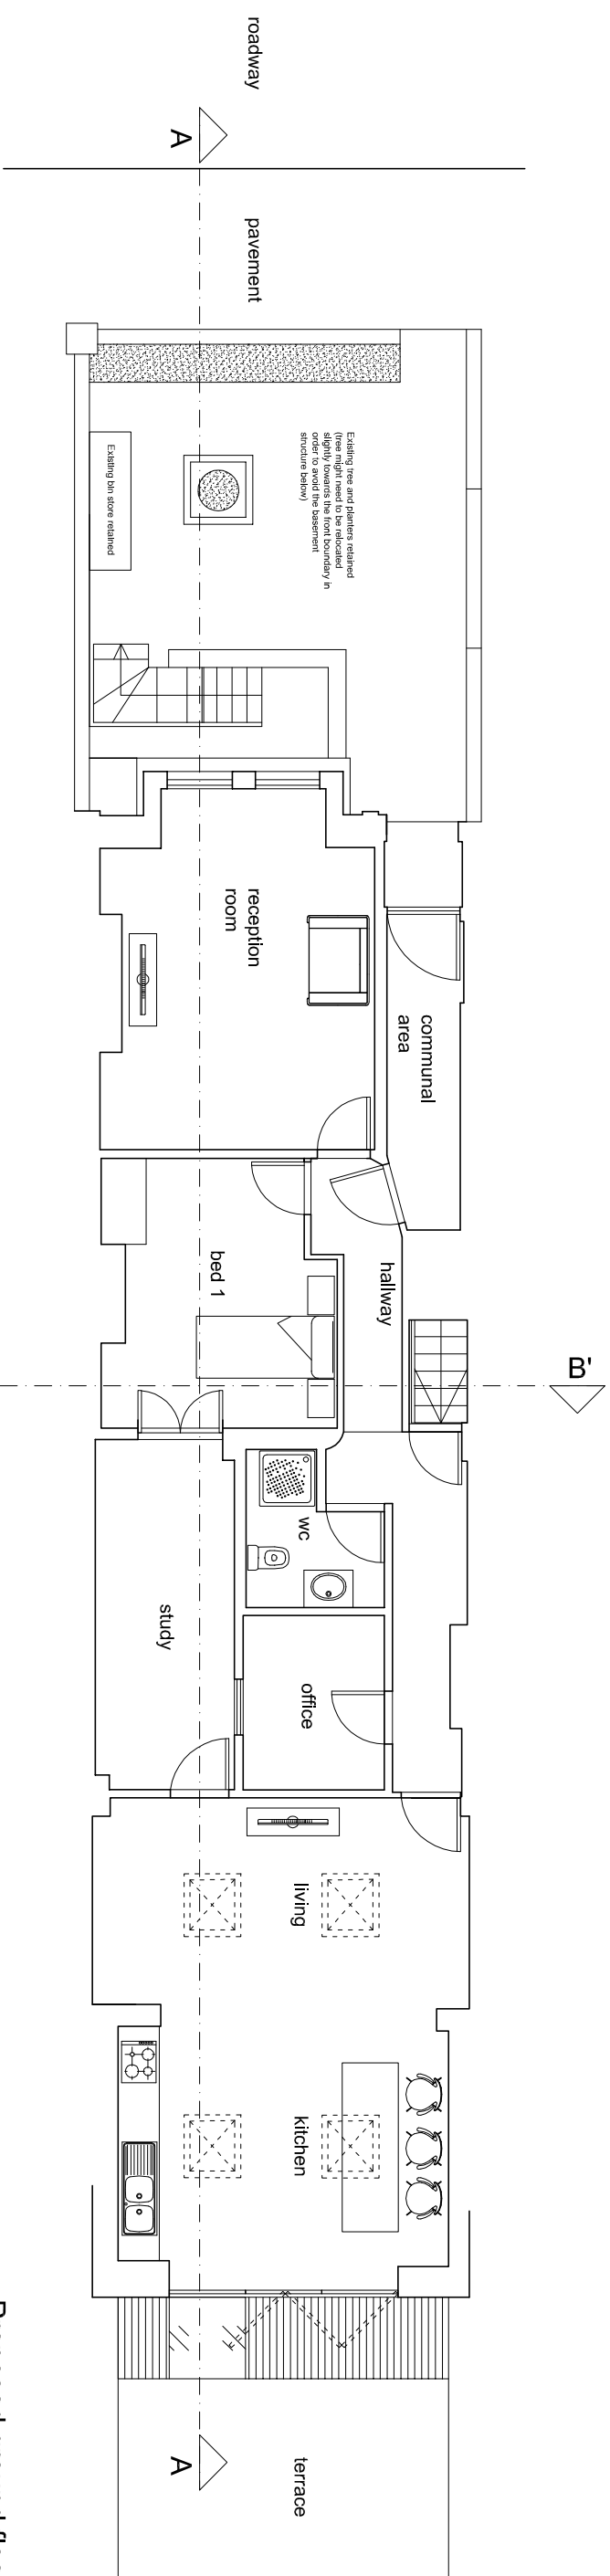 roadway
A
pavement
Existing tree and planters retained
(tree might need to be relocated
slightly towards the front boundary in
order to avoid the basement
structure below)
Existing bin store retained
reception
room
communal
area
hallway
bed 1
B'
wc
study
office
living
kitchen
A
terrace